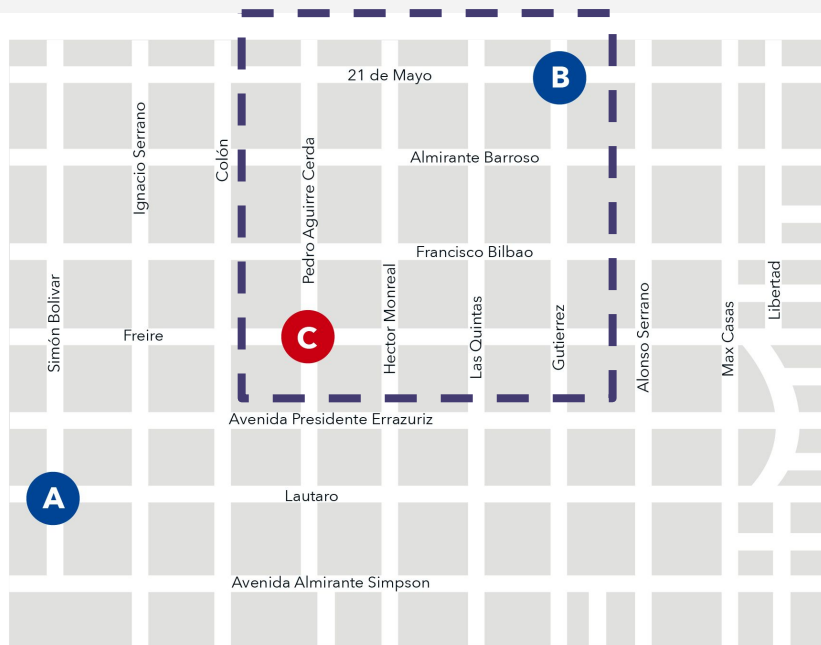 21 de Mayo
B
Ignacio Serrano
Colón
Pedro Aguirre Cerda
Almirante Barroso
Francisco Bilbao
Simón Bolivar
Freire
C
Hector Monreal
Las Quintas
Gutierrez
Alonso Serrano
Max Casas
Libertad
Avenida Presidente Errazuriz
A
Lautaro
Avenida Almirante Simpson